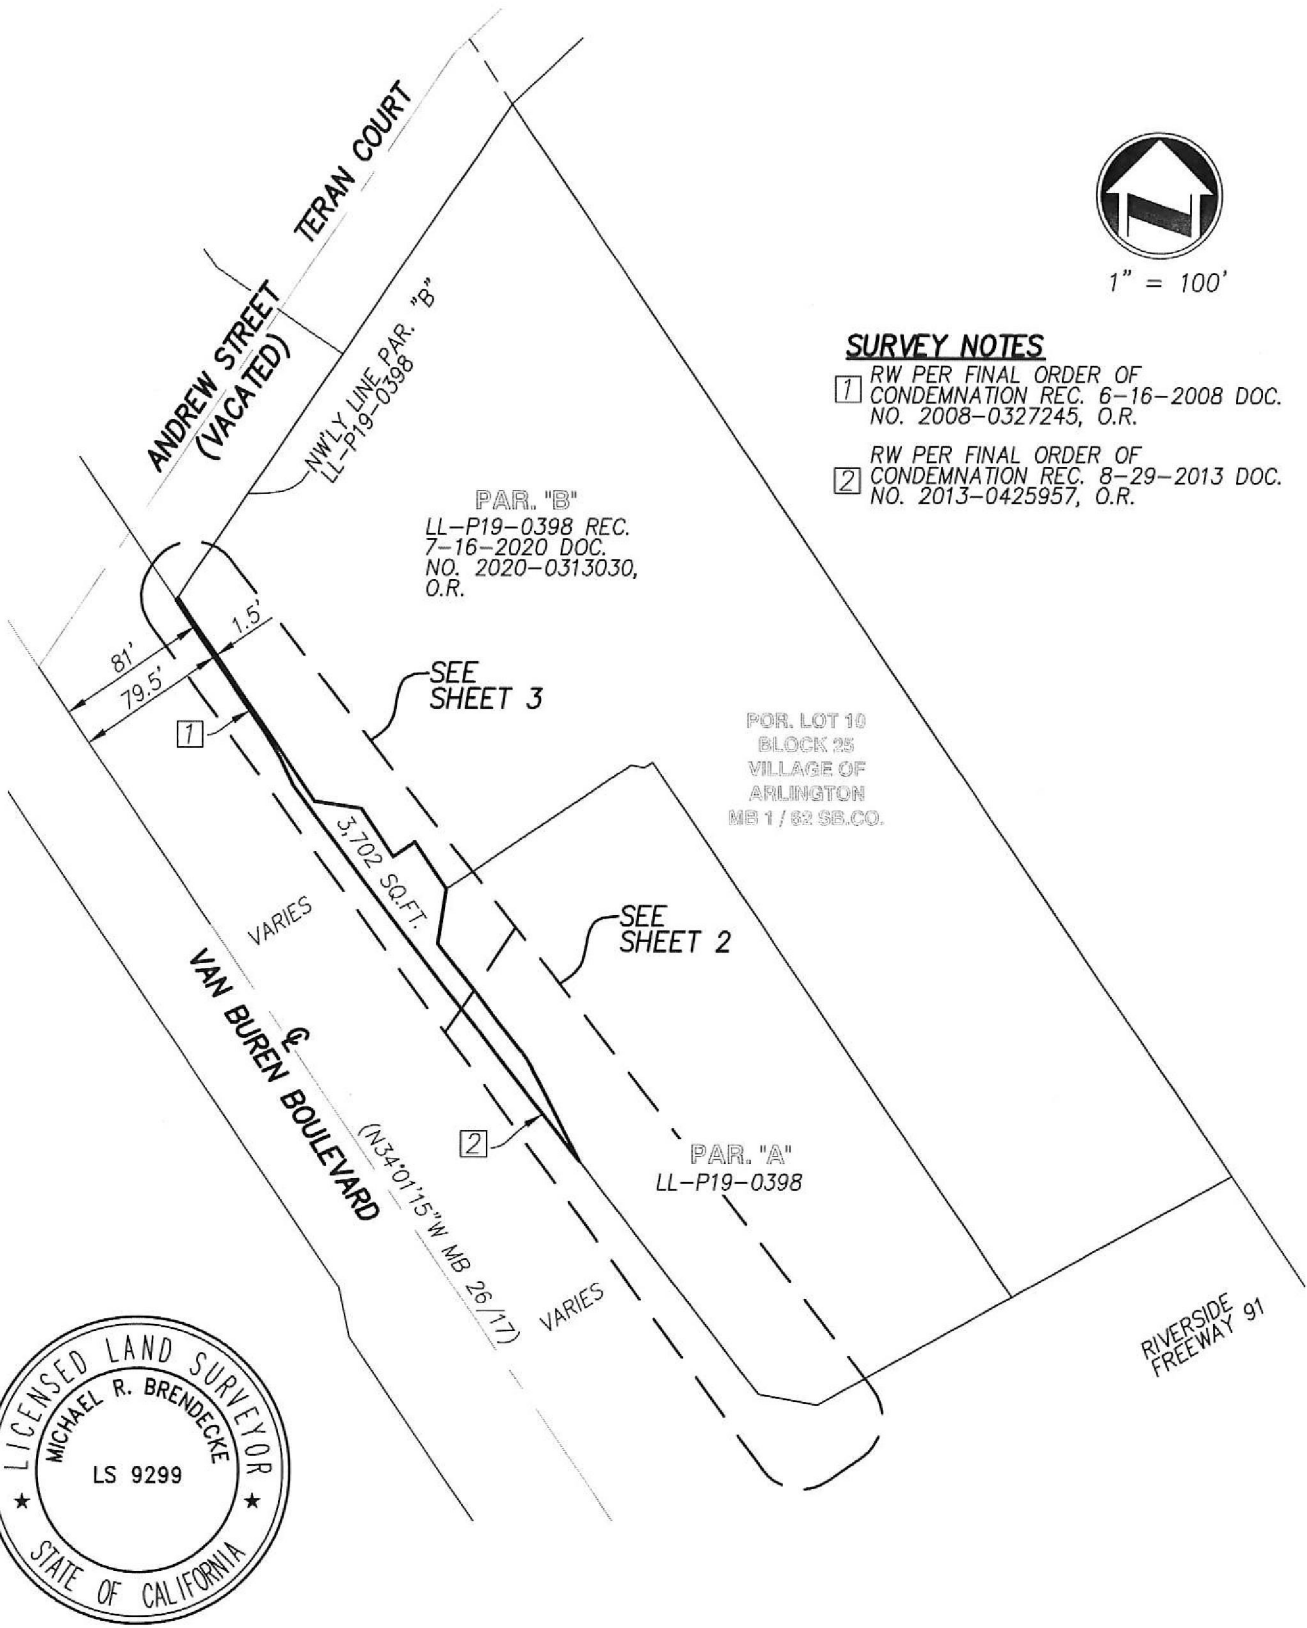 TERAN COURT
ANDREW STREET
(VACATED)
NW'LY LINE PAR. "B"
LL-P19-0398
1" = 100'
SURVEY NOTES
1 RW PER FINAL ORDER OF
CONDEMNATION REC. 6-16-2008 DOC.
NO. 2008-0327245, O.R.
2 RW PER FINAL ORDER OF
CONDEMNATION REC. 8-29-2013 DOC.
NO. 2013-0425957, O.R.
PAR. "B"
LL-P19-0398 REC.
7-16-2020 DOC.
NO. 2020-0313030,
O.R.
81'
1.5'
79.5'
1
SEE
SHEET 3
POR. LOT 10
BLOCK 25
VILLAGE OF
ARLINGTON
MB 1 / 62 SB.CO.
3,702 SQ.FT.
VARIES
SEE
SHEET 2
VAN BUREN BOULEVARD
(N34°01'15"W MB 26/17)
2
PAR. "A"
LL-P19-0398
VARIES
RIVERSIDE
FREEWAY 91
LICENSED LAND SURVEYOR
MICHAEL R. BRENDECKE
LS 9299
STATE OF CALIFORNIA